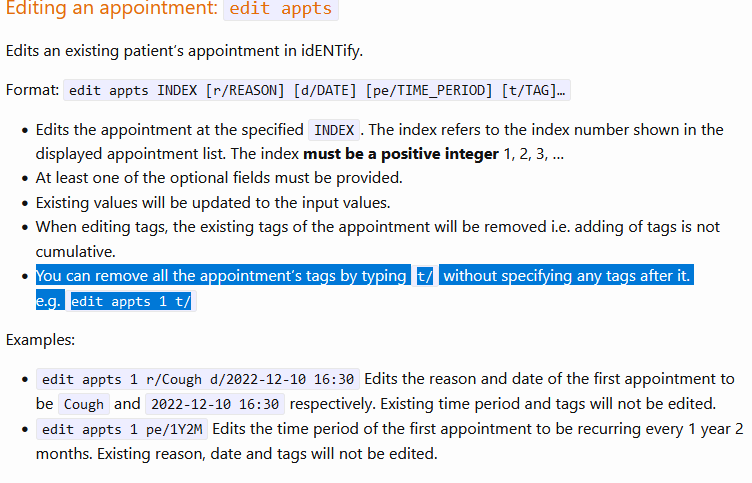 Editing an appointment: edit appts
Edits an existing patient's appointment in idENTify.
Format: edit appts INDEX [r/REASON] [d/DATE] [pe/TIME_PERIOD] [t/TAG]…
• Edits the appointment at the specified INDEX. The index refers to the index number shown in the
displayed appointment list. The index must be a positive integer 1, 2, 3, …
• At least one of the optional fields must be provided.
• Existing values will be updated to the input values.
• When editing tags, the existing tags of the appointment will be removed i.e. adding of tags is not
cumulative.
• You can remove all the appointment's tags by typing t/ without specifying any tags after it.
e.g. edit appts 1 t/
Examples:
• edit appts 1 r/Cough d/2022-12-10 16:30 Edits the reason and date of the first appointment to
be Cough and 2022-12-10 16:30 respectively. Existing time period and tags will not be edited.
• edit appts 1 pe/1Y2M Edits the time period of the first appointment to be recurring every 1 year 2
months. Existing reason, date and tags will not be edited.